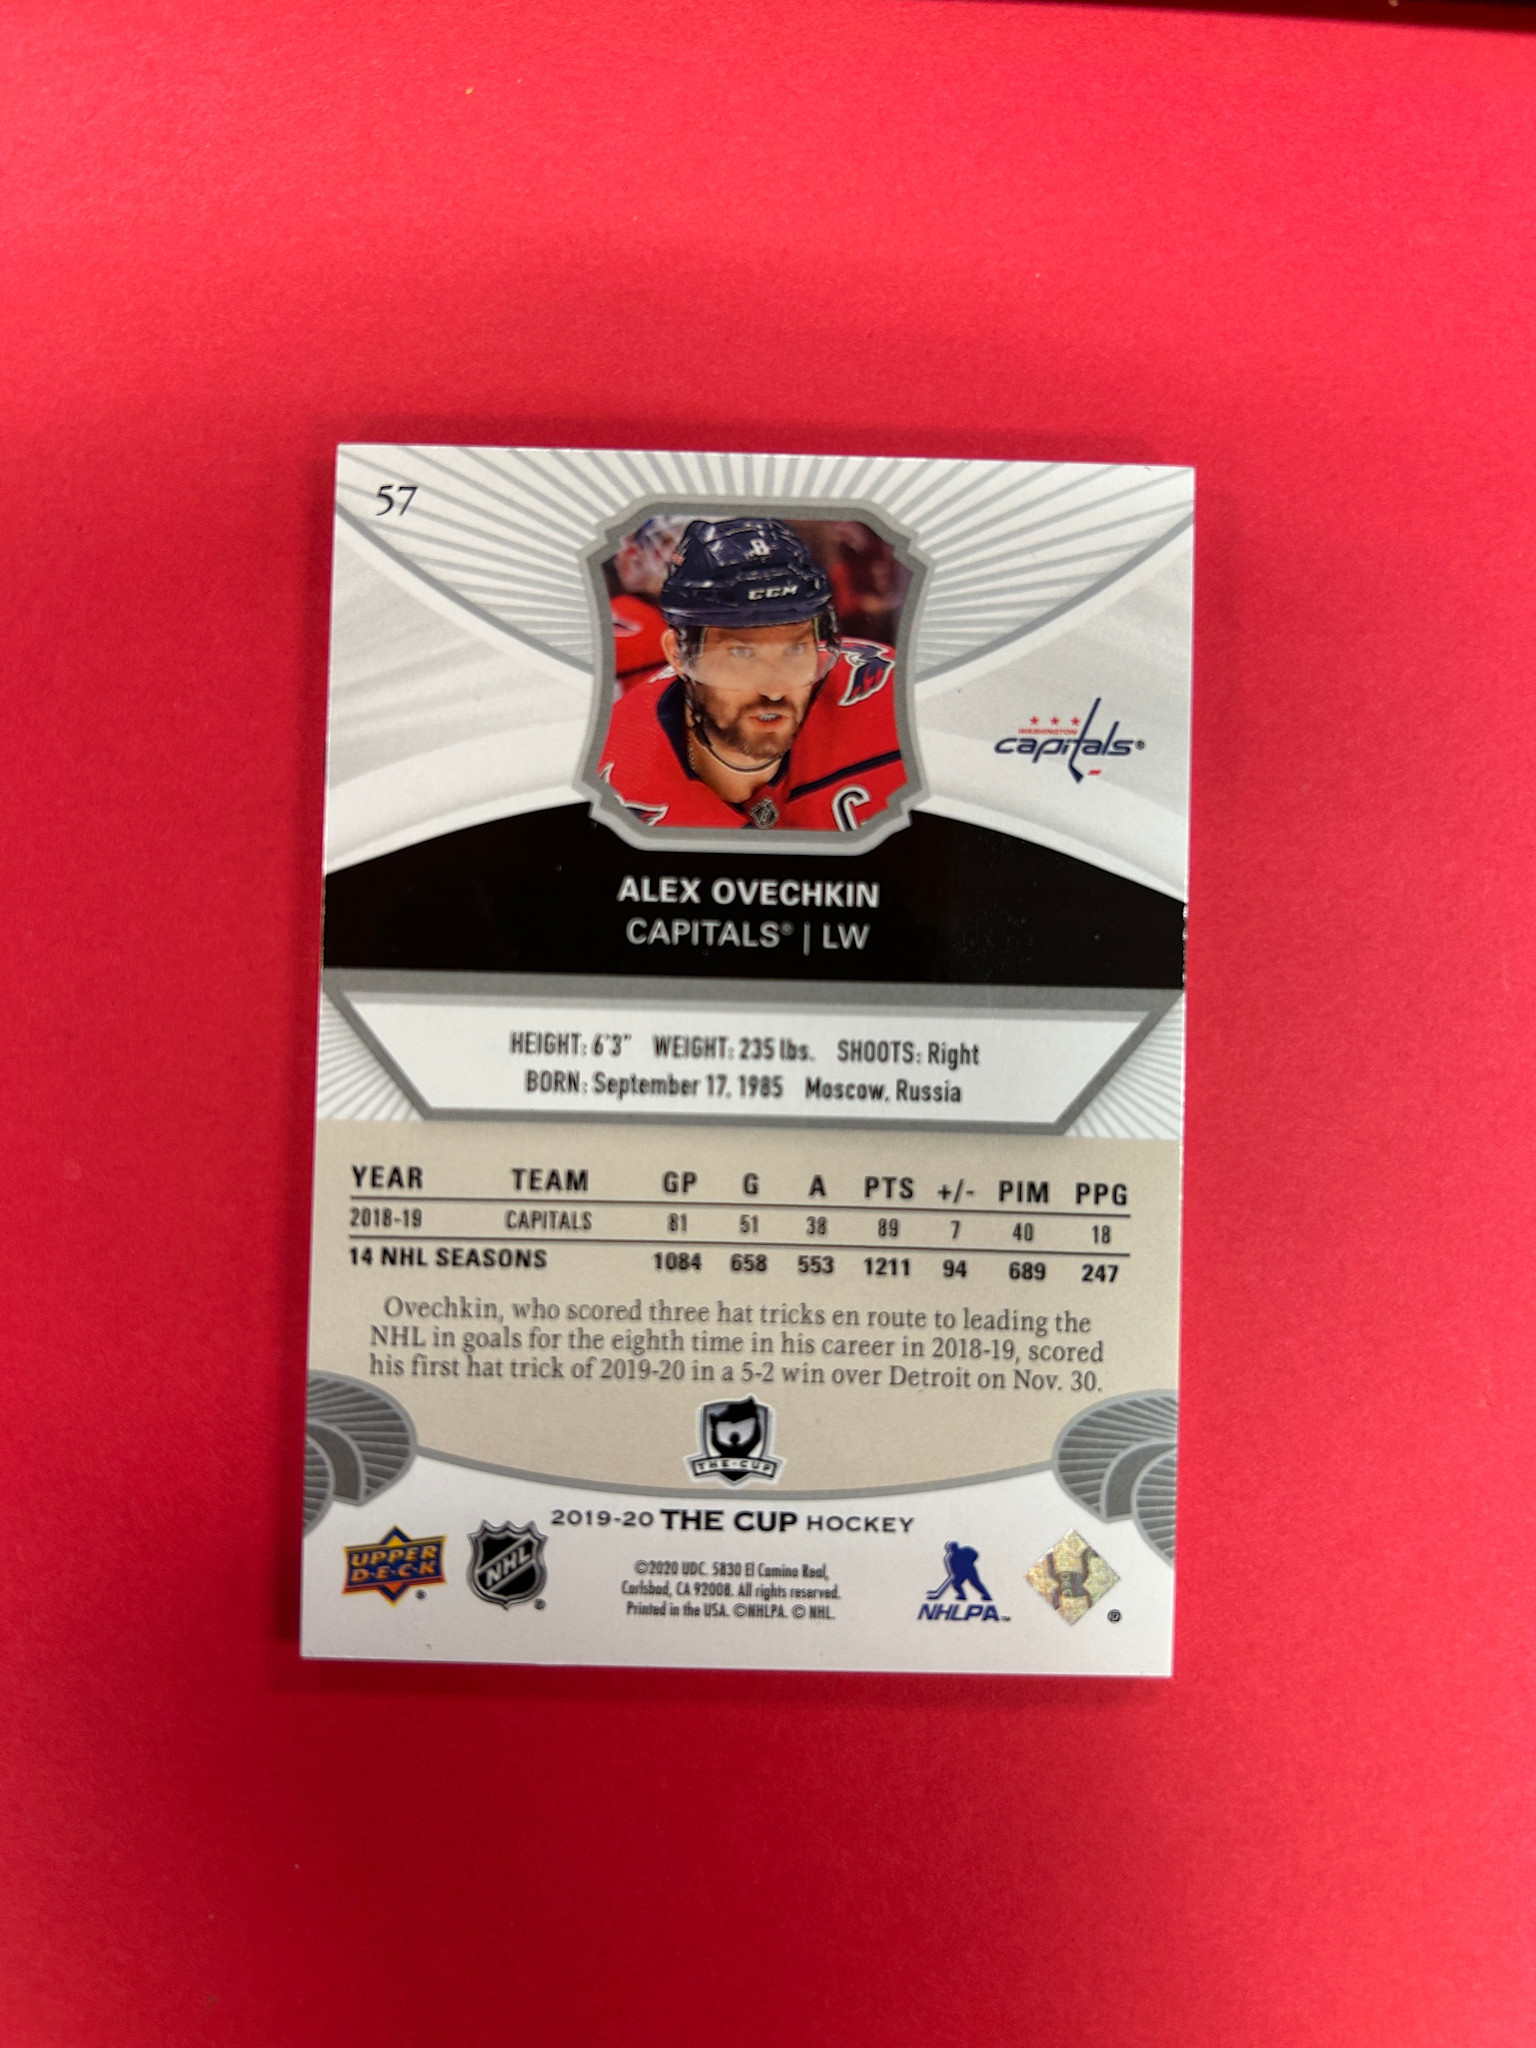 57
8
CCM
C
WASHINGTON
capitals®
ALEX OVECHKIN
CAPITALS® | LW
HEIGHT: 6'3" WEIGHT: 235 lbs. SHOOTS: Right
BORN: September 17, 1985 Moscow, Russia
YEAR TEAM GP G A PTS +/- PIM PPG
2018-19 CAPITALS 81 51 38 89 7 40 18
14 NHL SEASONS 1084 658 553 1211 94 689 247
Ovechkin, who scored three hat tricks en route to leading the
NHL in goals for the eighth time in his career in 2018-19, scored
his first hat trick of 2019-20 in a 5-2 win over Detroit on Nov. 30.
THE·CUP
2019-20 THE CUP HOCKEY
UPPER
D·E·C·K ®
NHL ®
©2020 UDC. 5830 El Camino Real,
Carlsbad, CA 92008. All rights reserved.
Printed in the USA. ©NHLPA. © NHL.
NHLPA™
®